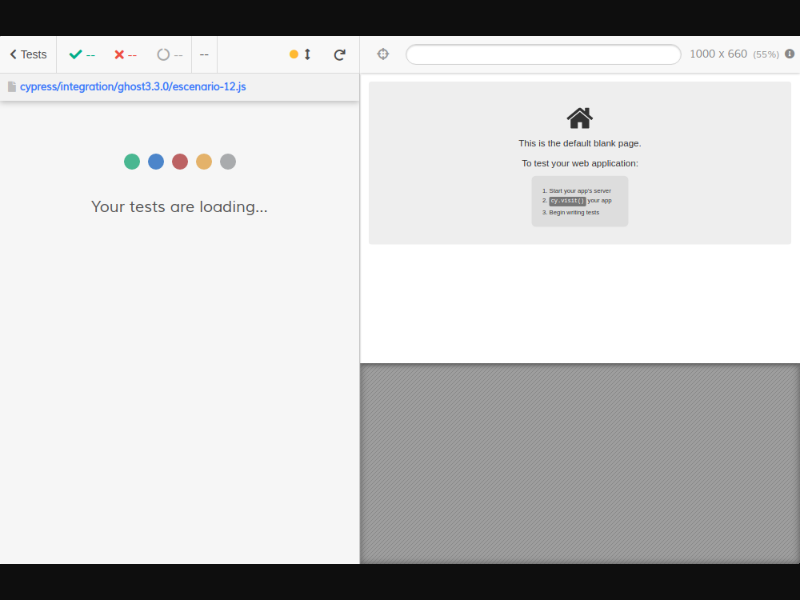 Tests -- -- -- -- 1000 x 660 (55%)
cypress/integration/ghost3.3.0/escenario-12.js
Your tests are loading...
This is the default blank page.
To test your web application:
1. Start your app's server
2. cy.visit() your app
3. Begin writing tests